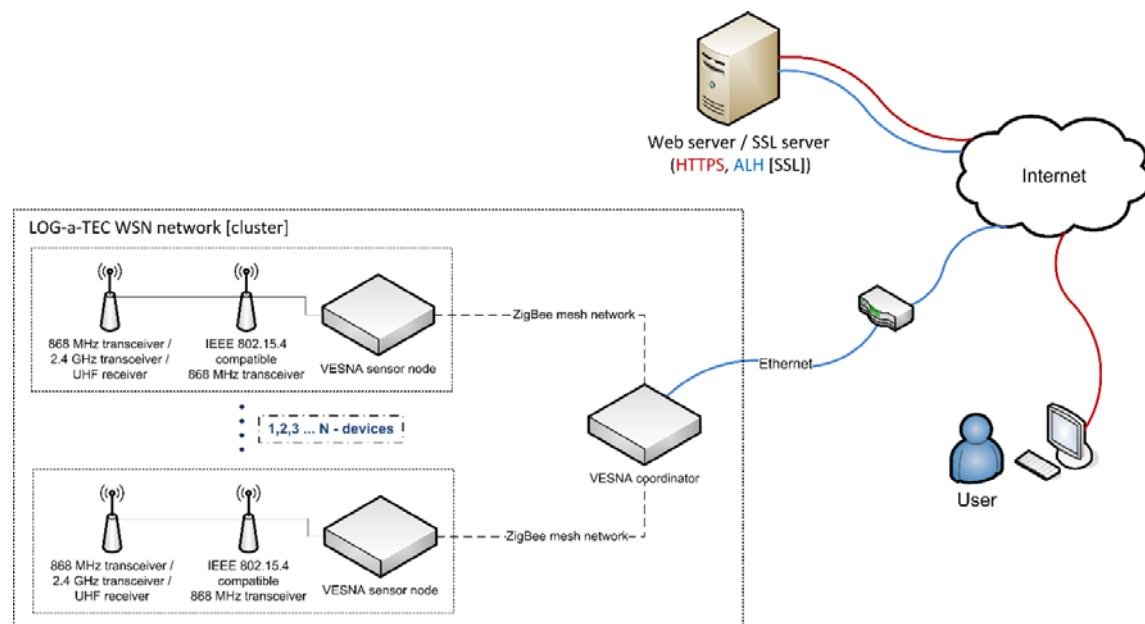 Web server / SSL server
(HTTPS, ALH [SSL])
Internet
LOG-a-TEC WSN network [cluster]
868 MHz transceiver /
2.4 GHz transceiver /
UHF receiver
IEEE 802.15.4
compatible
868 MHz transceiver
VESNA sensor node
ZigBee mesh network
Ethernet
1,2,3 ... N - devices
VESNA coordinator
User
ZigBee mesh network
868 MHz transceiver /
2.4 GHz transceiver /
UHF receiver
IEEE 802.15.4
compatible
868 MHz transceiver
VESNA sensor node